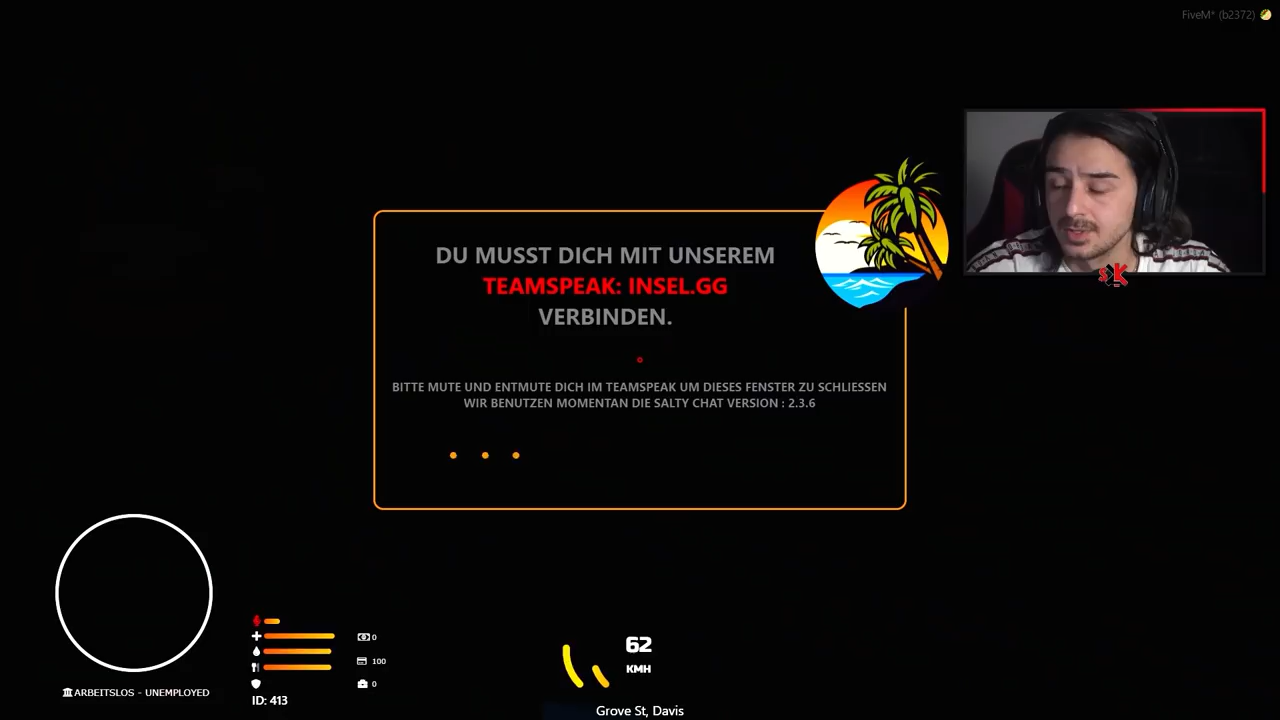 FiveM* (b2372)
DU MUSST DICH MIT UNSEREM
TEAMSPEAK: INSEL.GG
VERBINDEN.
BITTE MUTE UND ENTMUTE DICH IM TEAMSPEAK UM DIESES FENSTER ZU SCHLIESSEN
WIR BENUTZEN MOMENTAN DIE SALTY CHAT VERSION : 2.3.6
0
100
0
62
KMH
ARBEITSLOS - UNEMPLOYED
ID: 413
Grove St, Davis